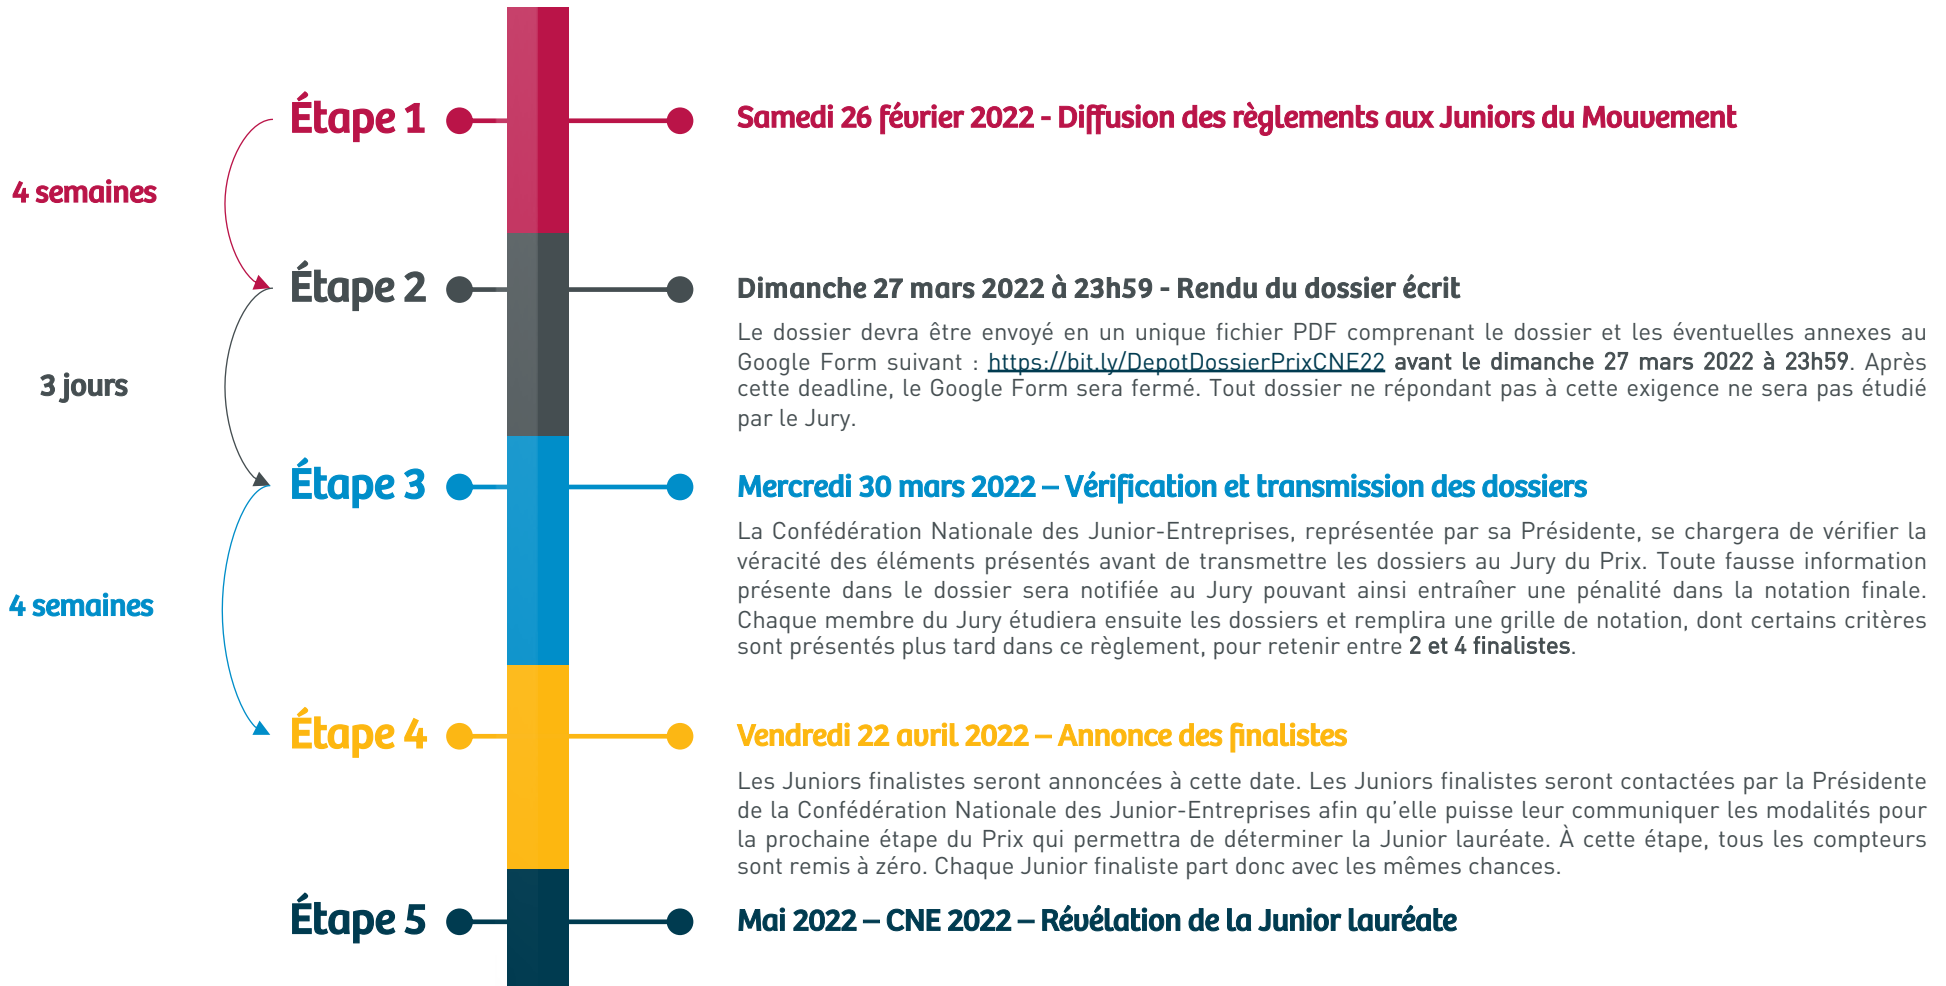 Étape 1
Samedi 26 février 2022 - Diffusion des règlements aux Juniors du Mouvement
4 semaines
Étape 2
Dimanche 27 mars 2022 à 23h59 - Rendu du dossier écrit
Le dossier devra être envoyé en un unique fichier PDF comprenant le dossier et les éventuelles annexes au
Google Form suivant : https://bit.ly/DepotDossierPrixCNE22 avant le dimanche 27 mars 2022 à 23h59. Après
cette deadline, le Google Form sera fermé. Tout dossier ne répondant pas à cette exigence ne sera pas étudié
par le Jury.
3 jours
Étape 3
Mercredi 30 mars 2022 – Vérification et transmission des dossiers
La Confédération Nationale des Junior-Entreprises, représentée par sa Présidente, se chargera de vérifier la
véracité des éléments présentés avant de transmettre les dossiers au Jury du Prix. Toute fausse information
présente dans le dossier sera notifiée au Jury pouvant ainsi entraîner une pénalité dans la notation finale.
Chaque membre du Jury étudiera ensuite les dossiers et remplira une grille de notation, dont certains critères
sont présentés plus tard dans ce règlement, pour retenir entre 2 et 4 finalistes.
4 semaines
Étape 4
Vendredi 22 avril 2022 – Annonce des finalistes
Les Juniors finalistes seront annoncées à cette date. Les Juniors finalistes seront contactées par la Présidente
de la Confédération Nationale des Junior-Entreprises afin qu’elle puisse leur communiquer les modalités pour
la prochaine étape du Prix qui permettra de déterminer la Junior lauréate. À cette étape, tous les compteurs
sont remis à zéro. Chaque Junior finaliste part donc avec les mêmes chances.
Étape 5
Mai 2022 – CNE 2022 – Révélation de la Junior lauréate